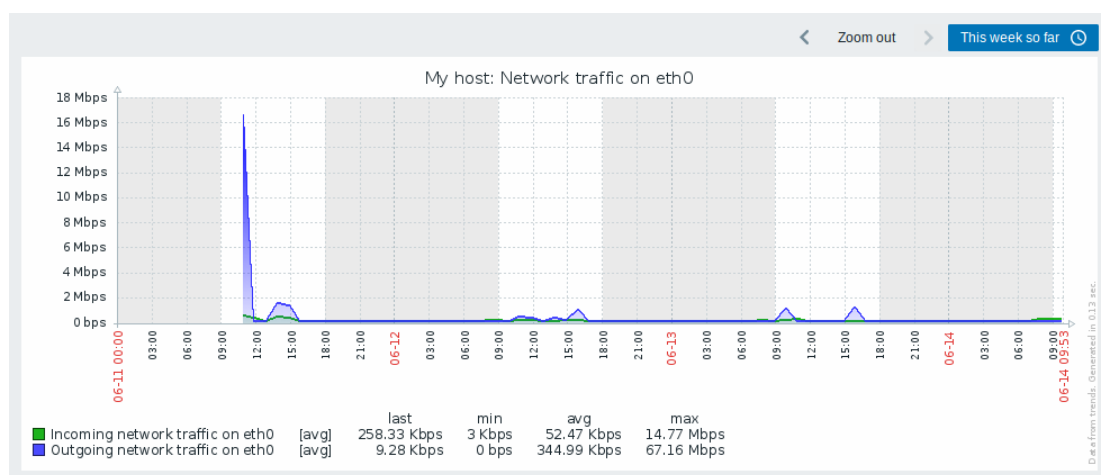 Zoom out This week so far
My host: Network traffic on eth0
18 Mbps
16 Mbps
14 Mbps
12 Mbps
10 Mbps
8 Mbps
6 Mbps
4 Mbps
2 Mbps
0 bps
06-11 00:00 03:00 06:00 09:00 12:00 15:00 18:00 21:00 06-12 03:00 06:00 09:00 12:00 15:00 18:00 21:00 06-13 03:00 06:00 09:00 12:00 15:00 18:00 21:00 06-14 03:00 06:00 09:00 06-14 09:53
last min avg max
Incoming network traffic on eth0 [avg] 258.33 Kbps 3 Kbps 52.47 Kbps 14.77 Mbps
Outgoing network traffic on eth0 [avg] 9.28 Kbps 0 bps 344.99 Kbps 67.16 Mbps
Data from trends. Generated in 0.13 sec.